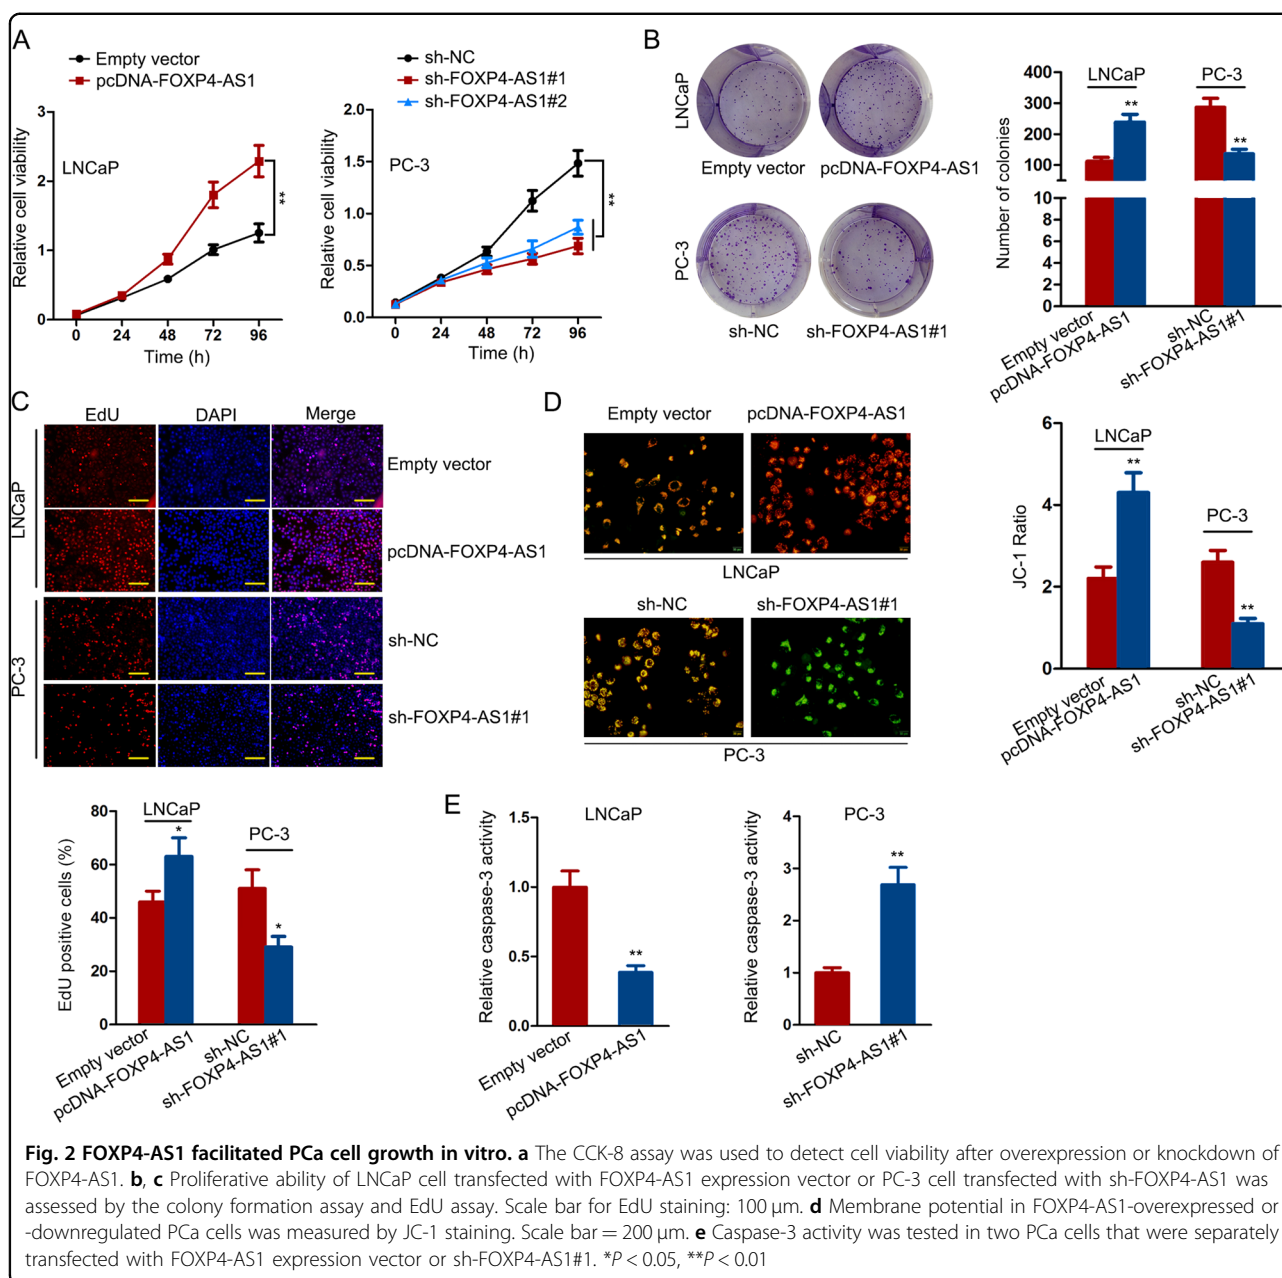 A
Empty vector
pcDNA-FOXP4-AS1
Relative cell viability
3
2
1
0
LNCaP
**
0 24 48 72 96
Time (h)
sh-NC
sh-FOXP4-AS1#1
sh-FOXP4-AS1#2
Relative cell viability
2.0
1.5
1.0
0.5
0.0
PC-3
**
0 24 48 72 96
Time (h)
B
LNCaP
Empty vector pcDNA-FOXP4-AS1
PC-3
sh-NC sh-FOXP4-AS1#1
Number of colonies
400
300
200
100
10
8
6
4
2
0
LNCaP
**
PC-3
**
Empty vector
pcDNA-FOXP4-AS1
sh-NC
sh-FOXP4-AS1#1
C
EdU DAPI Merge
LNCaP
Empty vector
pcDNA-FOXP4-AS1
PC-3
sh-NC
sh-FOXP4-AS1#1
D
Empty vector pcDNA-FOXP4-AS1
LNCaP
sh-NC sh-FOXP4-AS1#1
PC-3
JC-1 Ratio
6
4
2
0
LNCaP
**
PC-3
**
Empty vector
pcDNA-FOXP4-AS1
sh-NC
sh-FOXP4-AS1#1
EdU positive cells (%)
80
60
40
20
0
LNCaP
*
PC-3
*
Empty vector
pcDNA-FOXP4-AS1
sh-NC
sh-FOXP4-AS1#1
E
Relative caspase-3 activity
1.5
1.0
0.5
0.0
LNCaP
**
Empty vector
pcDNA-FOXP4-AS1
Relative caspase-3 activity
4
3
2
1
0
PC-3
**
sh-NC
sh-FOXP4-AS1#1
Fig. 2 FOXP4-AS1 facilitated PCa cell growth in vitro. a The CCK-8 assay was used to detect cell viability after overexpression or knockdown of
FOXP4-AS1. b, c Proliferative ability of LNCaP cell transfected with FOXP4-AS1 expression vector or PC-3 cell transfected with sh-FOXP4-AS1 was
assessed by the colony formation assay and EdU assay. Scale bar for EdU staining: 100 μm. d Membrane potential in FOXP4-AS1-overexpressed or
-downregulated PCa cells was measured by JC-1 staining. Scale bar = 200 μm. e Caspase-3 activity was tested in two PCa cells that were separately
transfected with FOXP4-AS1 expression vector or sh-FOXP4-AS1#1. *P < 0.05, **P < 0.01